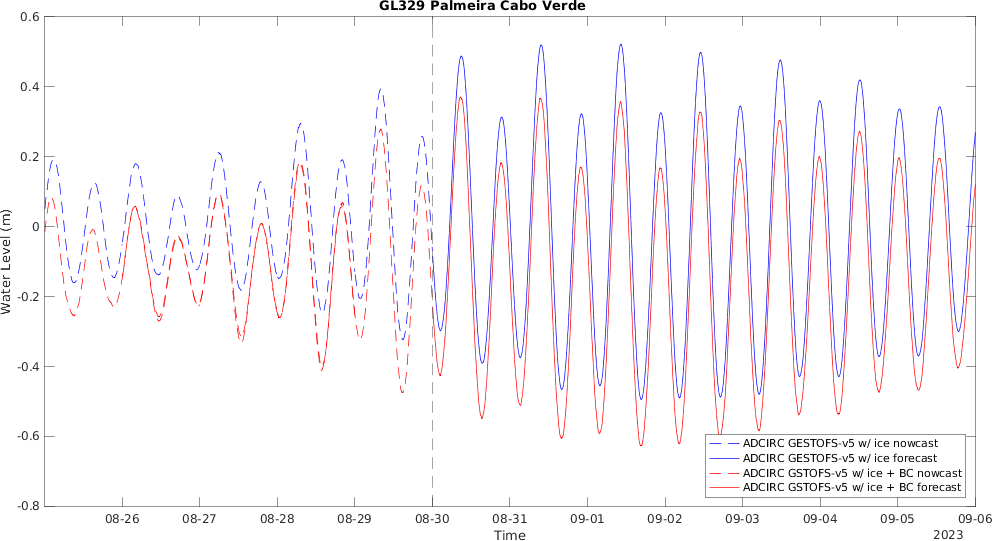 GL329 Palmeira Cabo Verde
0.6
0.4
0.2
0
-0.2
-0.4
-0.6
-0.8
Water Level (m)
ADCIRC GESTOFS-v5 w/ ice nowcast
ADCIRC GESTOFS-v5 w/ ice forecast
ADCIRC GSTOFS-v5 w/ ice + BC nowcast
ADCIRC GSTOFS-v5 w/ ice + BC forecast
08-26 08-27 08-28 08-29 08-30 08-31 09-01 09-02 09-03 09-04 09-05 09-06
Time
2023